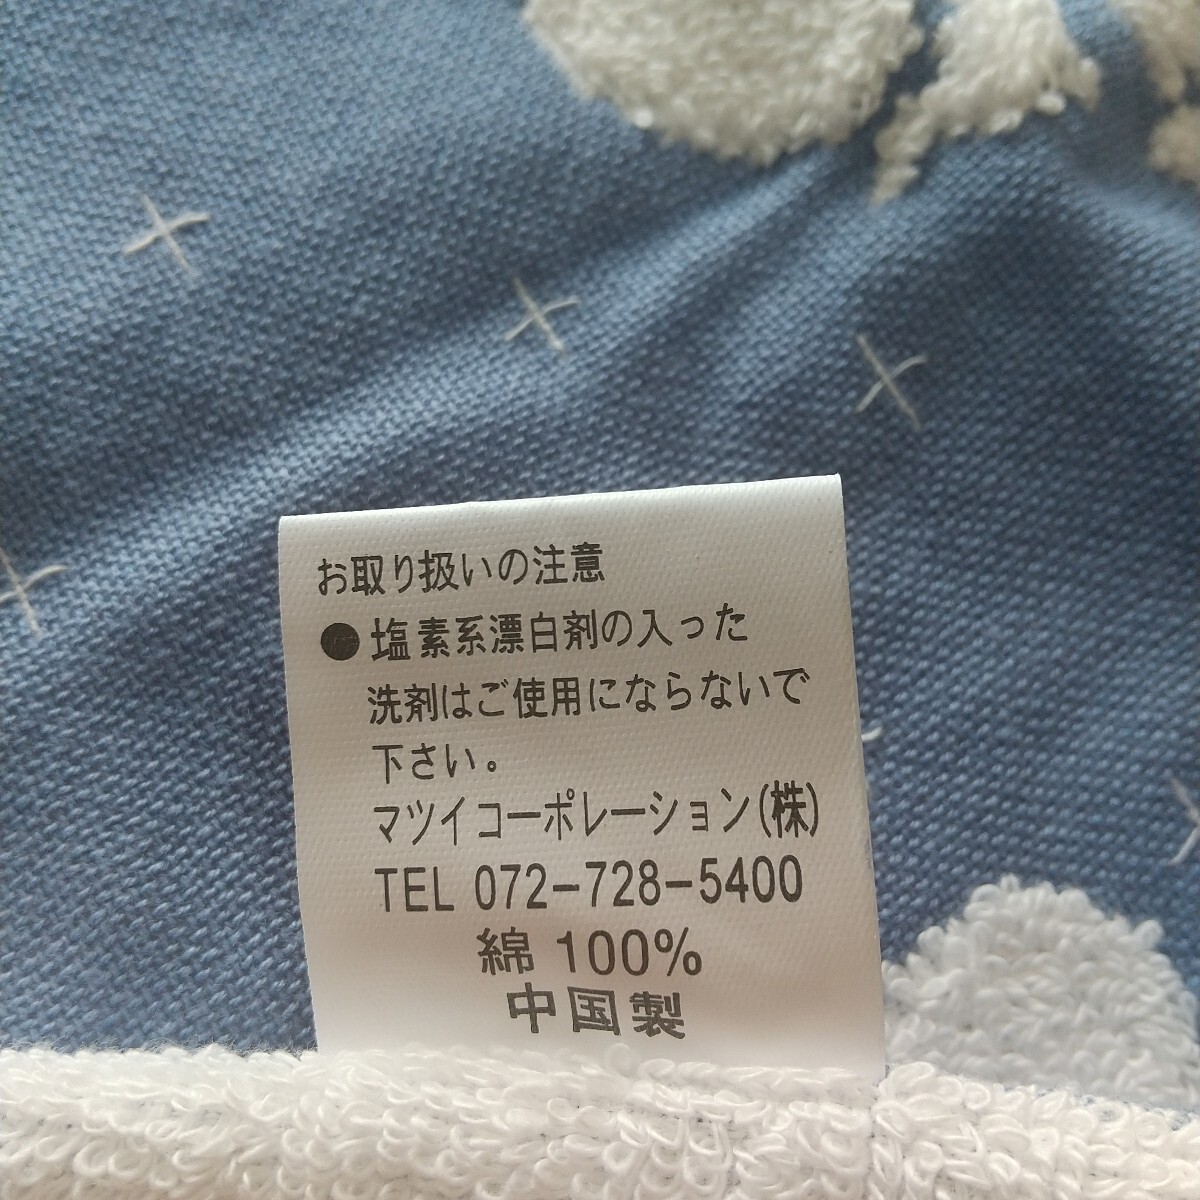 お取り扱いの注意
●塩素系漂白剤の入った
洗剤はご使用にならないで
下さい。
マツイコーポレーション(株)
TEL 072-728-5400
綿 100%
中国製